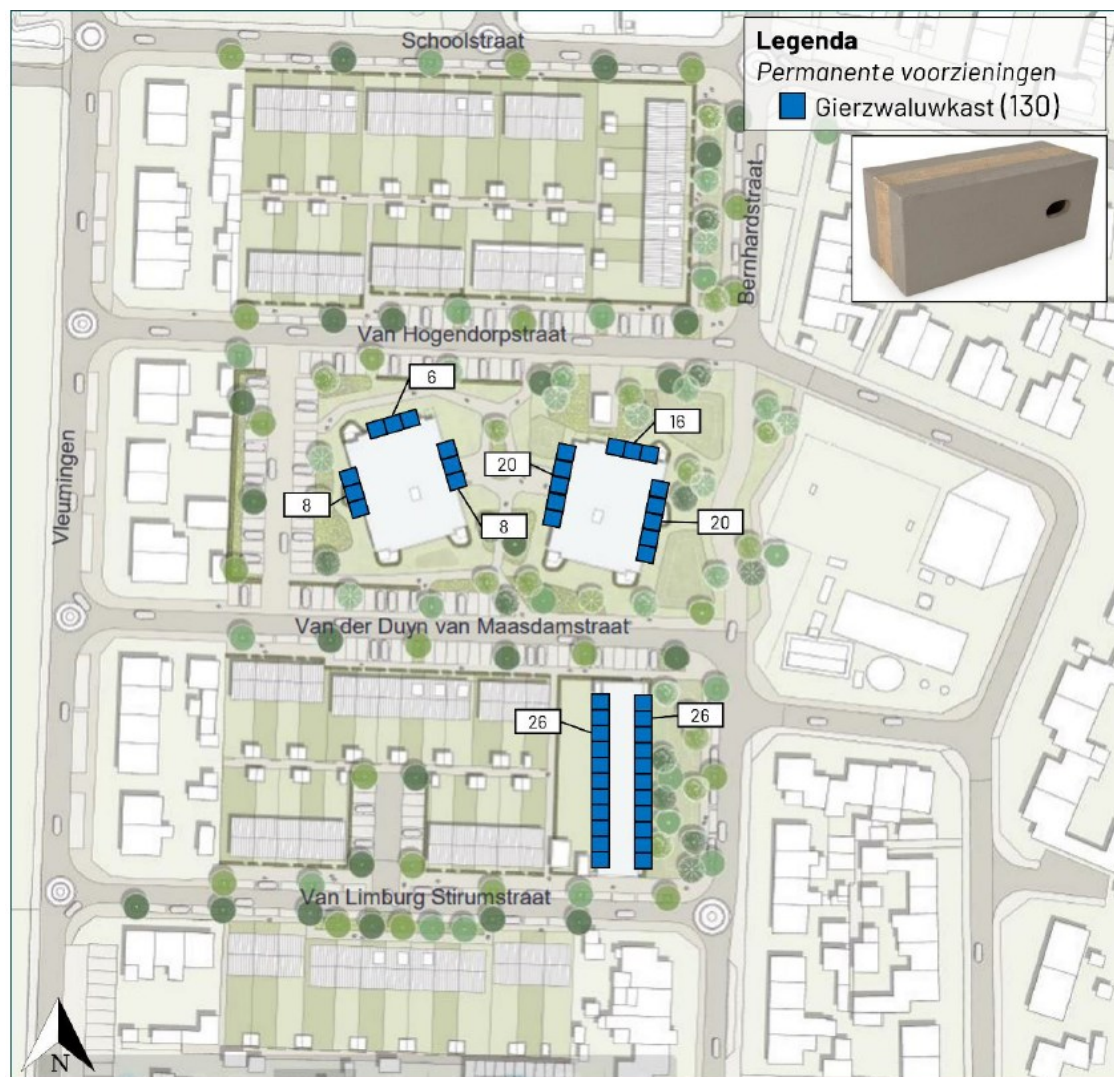 Schoolstraat
Legenda
Permanente voorzieningen
Gierzwaluwkast (130)
Bernhardstraat
Van Hogendorpstraat
6
16
20
8
8
20
Vleumingen
Van der Duyn van Maasdamstraat
26
26
Van Limburg Stirumstraat
N